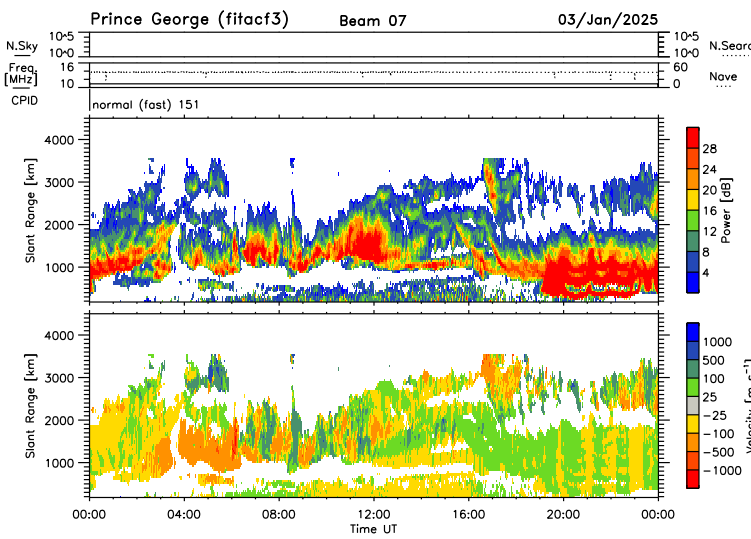 Prince George (fitacf3) Beam 07 03/Jan/2025
N.Sky 10^5 10^0 10^5 10^0 N.Sear
Freq [MHz] 16 10 60 0 Nave
CPID normal (fast) 151
Slant Range [km] 4000 3000 2000 1000
Power [dB] 28 24 20 16 12 8 4
Slant Range [km] 4000 3000 2000 1000
Velocity [m s⁻¹] 1000 500 100 25 −25 −100 −500 −1000
00:00 04:00 08:00 12:00 16:00 20:00 00:00
Time UT